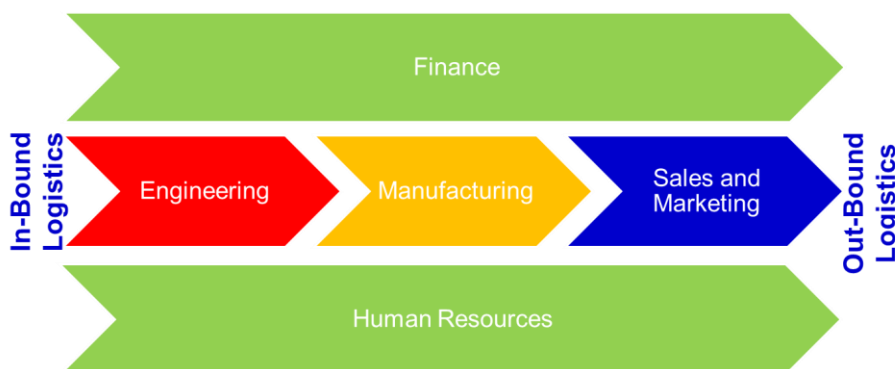 Finance
In-Bound
Logistics
Engineering
Manufacturing
Sales and
Marketing
Out-Bound
Logistics
Human Resources